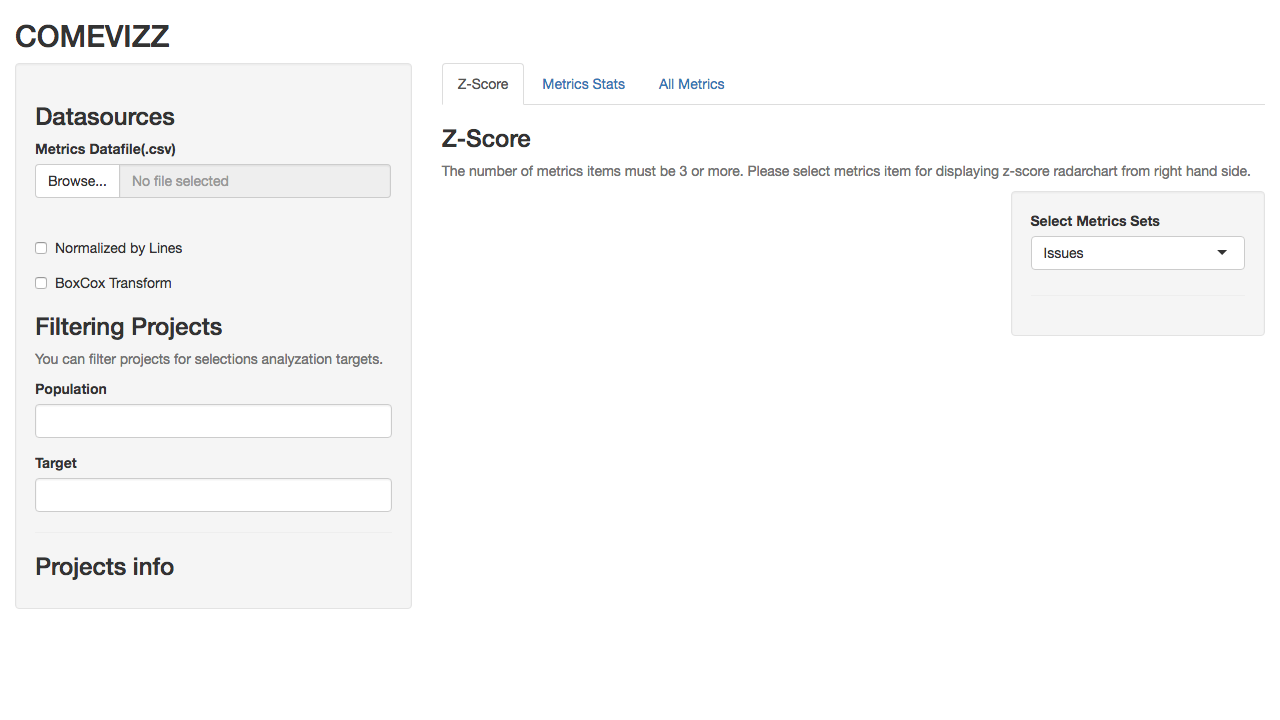 COMEVIZZ
Datasources
Metrics Datafile(.csv)
Browse... No file selected
Normalized by Lines
BoxCox Transform
Filtering Projects
You can filter projects for selections analyzation targets.
Population
Target
Projects info
Z-Score Metrics Stats All Metrics
Z-Score
The number of metrics items must be 3 or more. Please select metrics item for displaying z-score radarchart from right hand side.
Select Metrics Sets
Issues